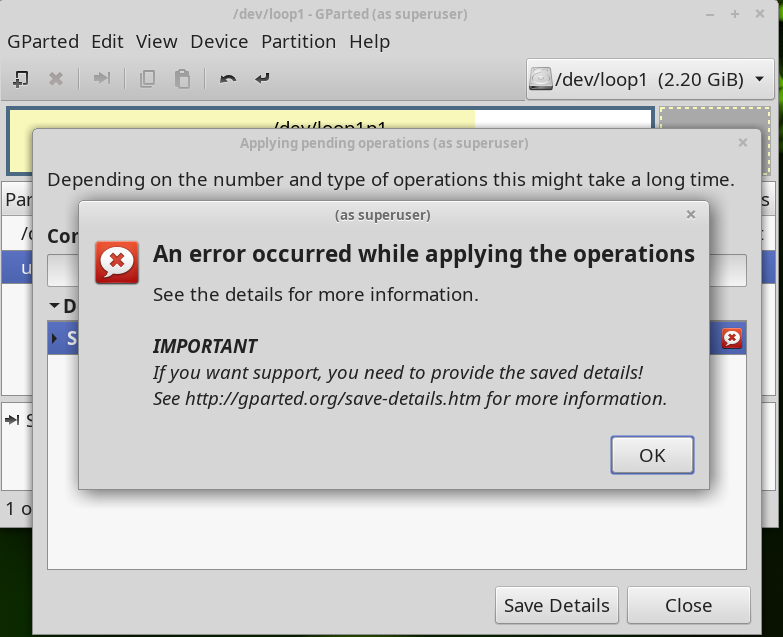 /dev/loop1 - GParted (as superuser)
GParted Edit View Device Partition Help
/dev/loop1 (2.20 GiB)
/dev/loop1p1
Applying pending operations (as superuser)
Depending on the number and type of operations this might take a long time.
(as superuser)
An error occurred while applying the operations
See the details for more information.
IMPORTANT
If you want support, you need to provide the saved details!
See http://gparted.org/save-details.htm for more information.
OK
Save Details Close